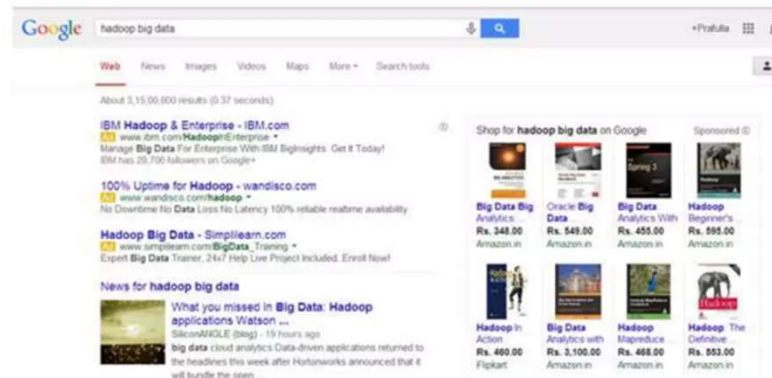 Google
hadoop big data
+Prafulla
Web News Images Videos Maps More Search tools
About 3,15,00,000 results (0.37 seconds)
IBM Hadoop & Enterprise - IBM.com
Ad www.ibm.com/HadoopInEnterprise
Manage Big Data For Enterprise With IBM BigInsights. Get It Today!
IBM has 28,706 followers on Google+
100% Uptime for Hadoop - wandisco.com
Ad www.wandisco.com/hadoop
No Downtime No Data Loss No Latency 100% reliable realtime availability
Hadoop Big Data - Simplilearn.com
Ad www.simplilearn.com/BigData_Training
Expert Big Data Trainer, 24x7 Help Live Project Included. Enroll Now!
News for hadoop big data
What you missed in Big Data: Hadoop
applications Watson ...
SiliconANGLE (blog) - 19 hours ago
big data cloud analytics Data-driven applications returned to
the headlines this week after Hortonworks announced that it
will bundle the open ...
Shop for hadoop big data on Google Sponsored
Spring 3
Big Data Big Analytics: ...
Rs. 348.00
Amazon.in
Oracle Big Data ...
Rs. 549.00
Amazon.in
Big Data Analytics With
Rs. 455.00
Amazon.in
Hadoop Beginner's ...
Rs. 595.00
Amazon.in
Hadoop
Hadoop In Action
Rs. 460.00
Flipkart
Big Data Analytics with
Rs. 3,100.00
Amazon.in
Hadoop Mapreduce
Rs. 468.00
Amazon.in
Hadoop: The Definitive ...
Rs. 553.00
Amazon.in